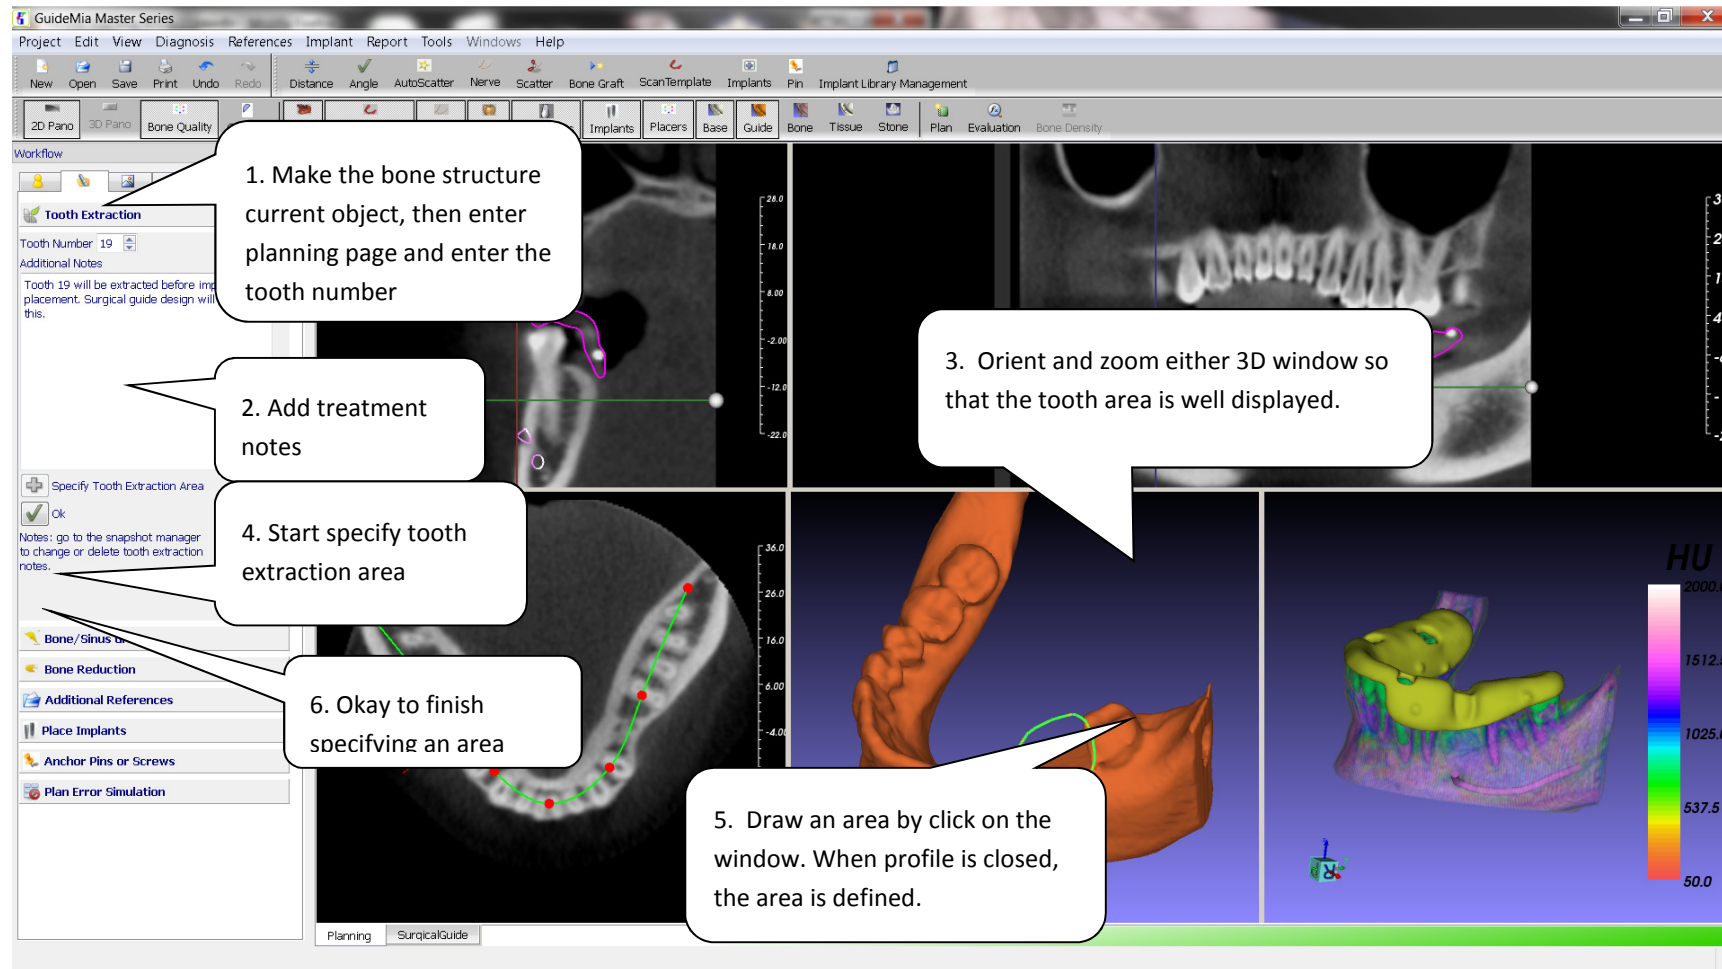 GuideMia Master Series
Project Edit View Diagnosis References Implant Report Tools Windows Help
New Open Save Print Undo Redo Distance Angle AutoScatter Nerve Scatter Bone Graft ScanTemplate Implants Pin Implant Library Management
2D Pano 3D Pano Bone Quality Implants Placers Base Guide Bone Tissue Stone Plan Evaluation Bone Density
Workflow
Tooth Extraction
Tooth Number 19
Additional Notes
Tooth 19 will be extracted before
placement. Surgical guide design will
this.
Specify Tooth Extraction Area
Ok
Notes: go to the snapshot manager
to change or delete tooth extraction
notes.
Bone/Sinus
Bone Reduction
Additional References
Place Implants
Anchor Pins or Screws
Plan Error Simulation
1. Make the bone structure
current object, then enter
planning page and enter the
tooth number
2. Add treatment
notes
3. Orient and zoom either 3D window so
that the tooth area is well displayed.
4. Start specify tooth
extraction area
5. Draw an area by click on the
window. When profile is closed,
the area is defined.
6. Okay to finish
specifying an area
28.0
18.0
8.00
-2.00
-12.0
-22.0
36.0
26.0
16.0
6.00
-4.00
HU
2000.0
1512.5
1025.0
537.5
50.0
Planning SurgicalGuide